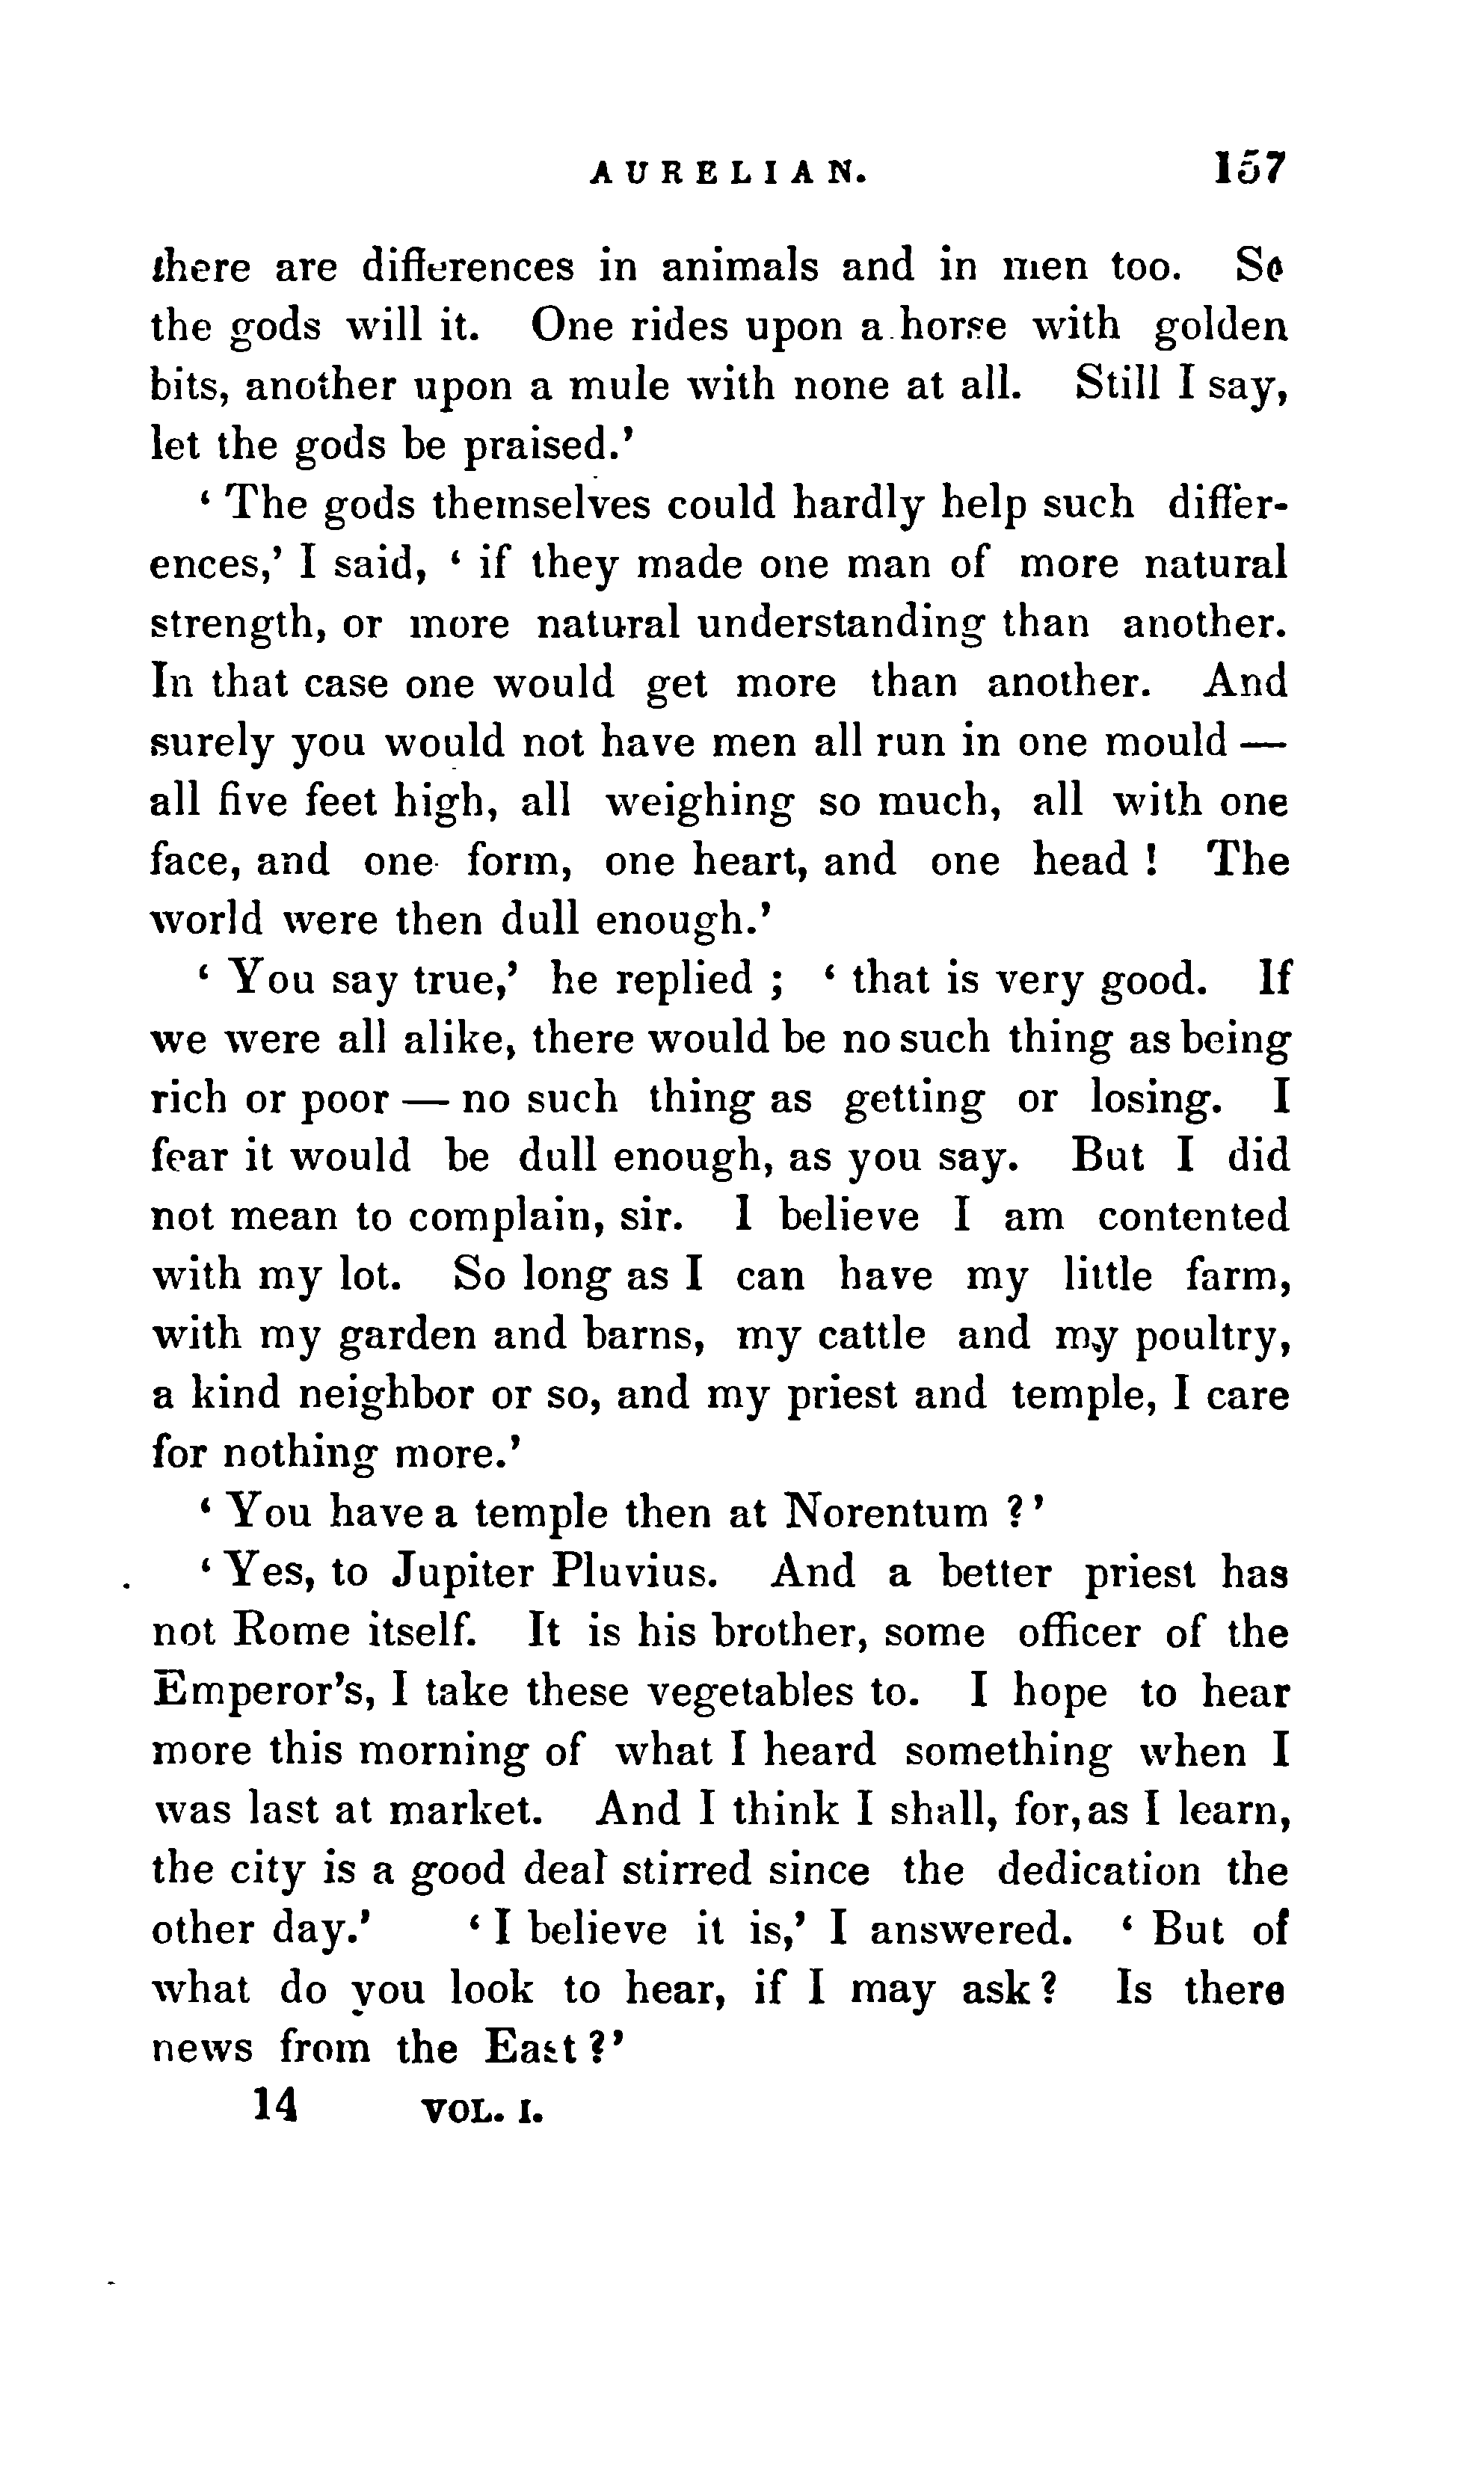 AURELIAN. 157
there are differences in animals and in men too. So
the gods will it. One rides upon a horse with golden
bits, another upon a mule with none at all. Still I say,
let the gods be praised.'
‘ The gods themselves could hardly help such differ-
ences,’ I said, ‘ if they made one man of more natural
strength, or more natural understanding than another.
In that case one would get more than another. And
surely you would not have men all run in one mould —
all five feet high, all weighing so much, all with one
face, and one form, one heart, and one head ! The
world were then dull enough.’
‘ You say true,’ he replied ; ‘ that is very good. If
we were all alike, there would be no such thing as being
rich or poor — no such thing as getting or losing. I
fear it would be dull enough, as you say. But I did
not mean to complain, sir. I believe I am contented
with my lot. So long as I can have my little farm,
with my garden and barns, my cattle and my poultry,
a kind neighbor or so, and my priest and temple, I care
for nothing more.’
‘ You have a temple then at Norentum ?’
‘ Yes, to Jupiter Pluvius. And a better priest has
not Rome itself. It is his brother, some officer of the
Emperor's, I take these vegetables to. I hope to hear
more this morning of what I heard something when I
was last at market. And I think I shall, for, as I learn,
the city is a good deal stirred since the dedication the
other day.’ ‘ I believe it is,’ I answered. ‘ But of
what do you look to hear, if I may ask? Is there
news from the East?’
14 VOL. I.